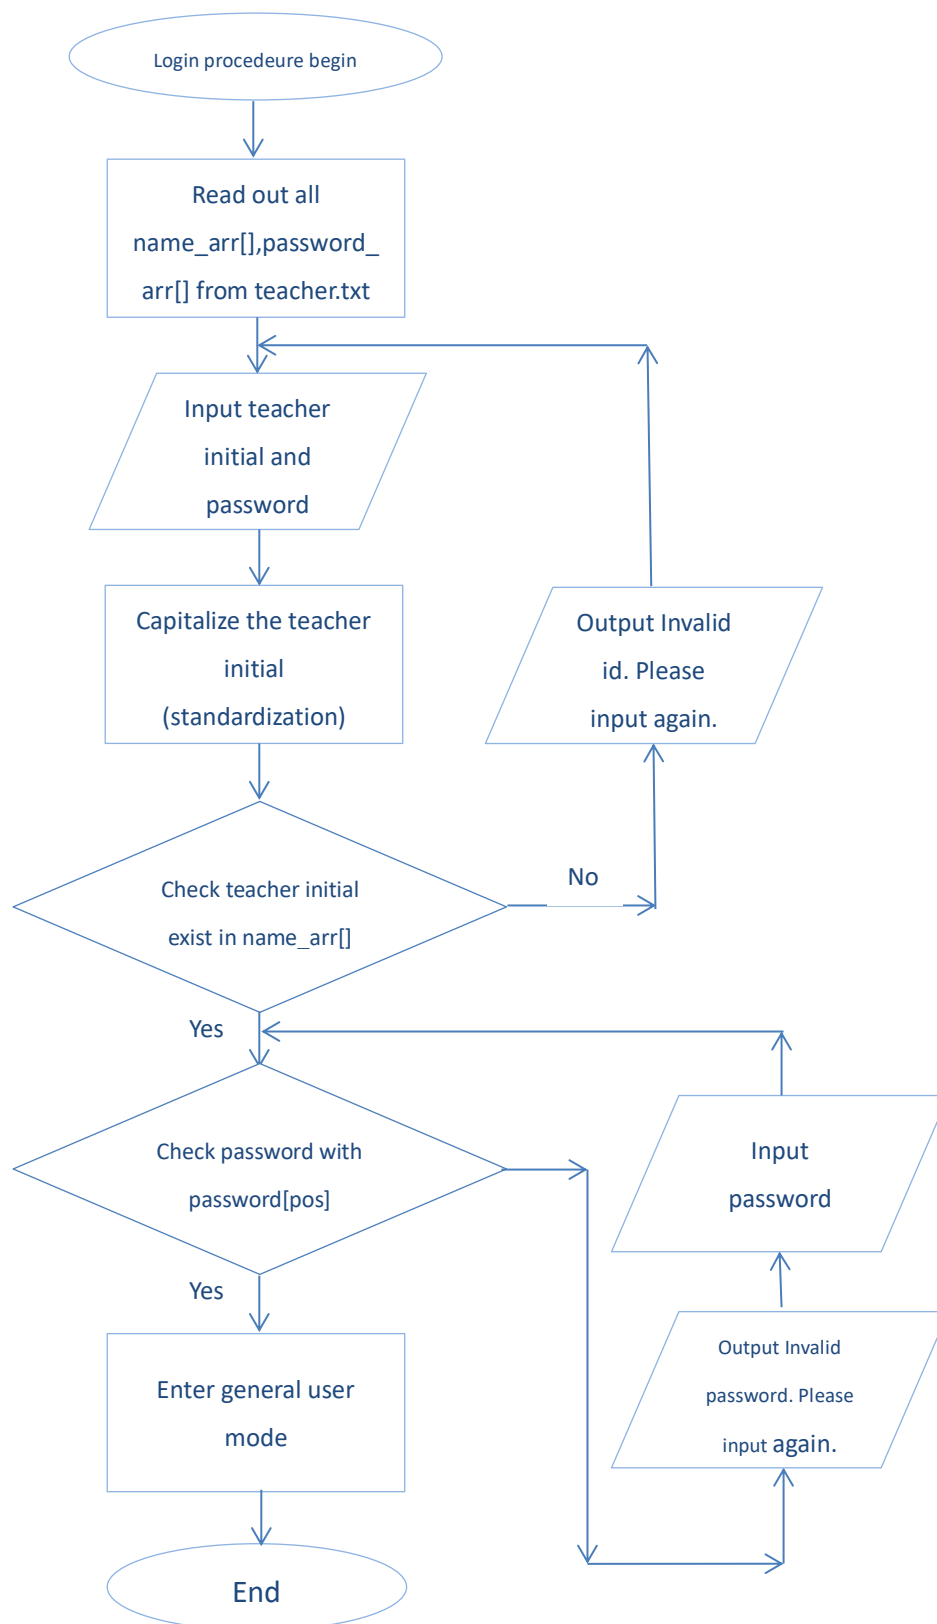 Login procedeure begin
Read out all
name_arr[],password_
arr[] from teacher.txt
Input teacher
initial and
password
Capitalize the teacher
initial
(standardization)
Output Invalid
id. Please
input again.
Check teacher initial
exist in name_arr[]
No
Yes
Check password with
password[pos]
Input
password
Yes
Output Invalid
password. Please
input again.
Enter general user
mode
End